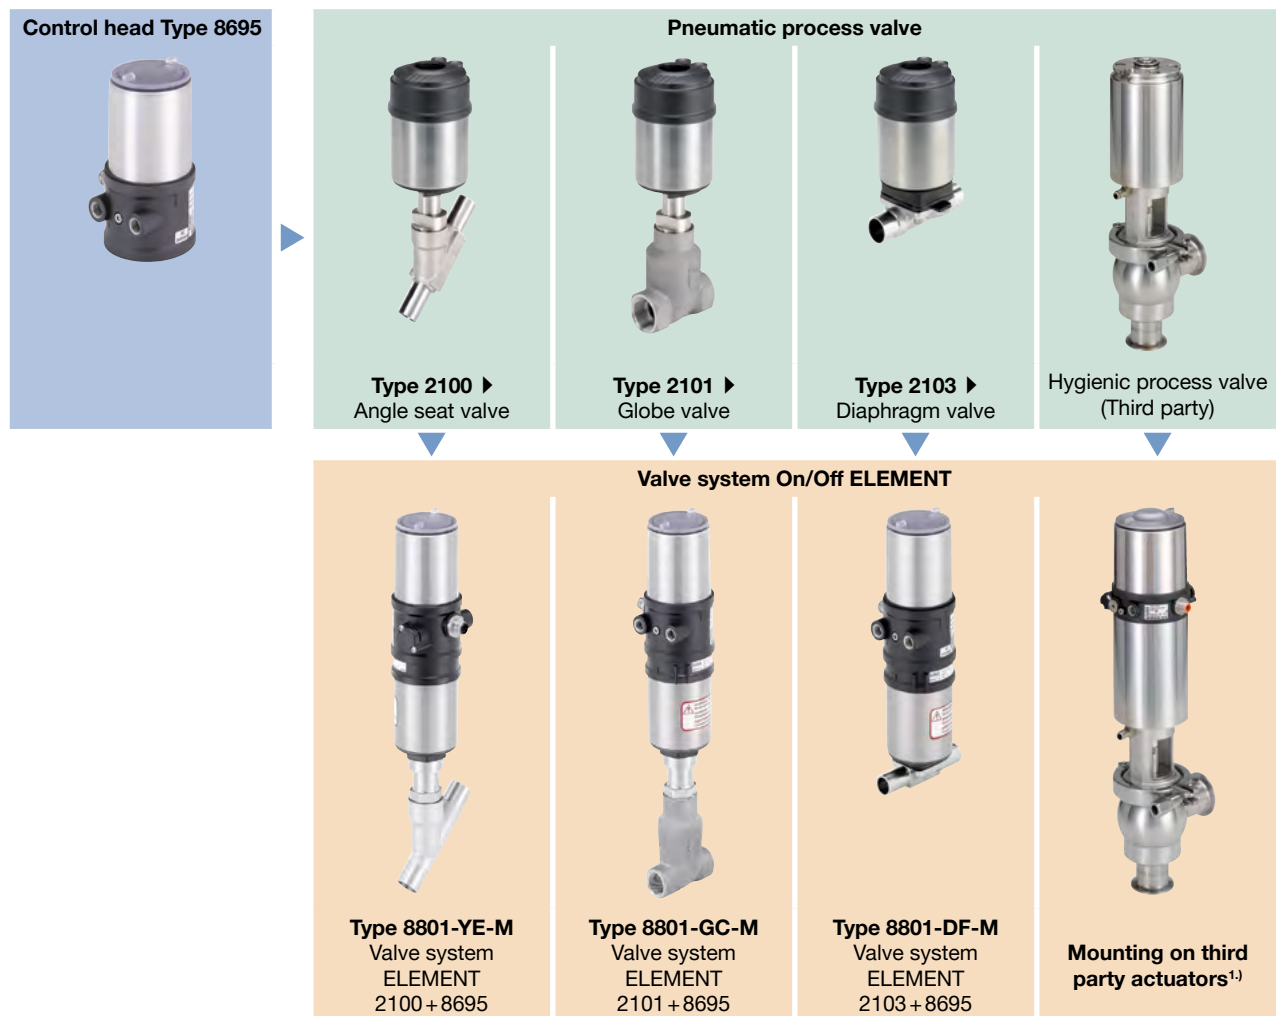 Control head Type 8695
Pneumatic process valve
Type 2100 ▶
Angle seat valve
Type 2101 ▶
Globe valve
Type 2103 ▶
Diaphragm valve
Hygienic process valve
(Third party)
Valve system On/Off ELEMENT
Type 8801-YE-M
Valve system
ELEMENT
2100 + 8695
Type 8801-GC-M
Valve system
ELEMENT
2101 + 8695
Type 8801-DF-M
Valve system
ELEMENT
2103 + 8695
Mounting on third
party actuators¹·⁾